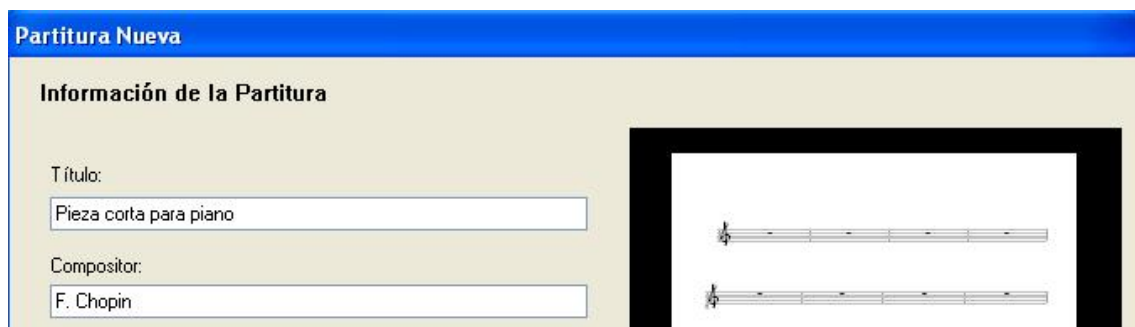 Partitura Nueva
Información de la Partitura
Título:
Pieza corta para piano
Compositor:
F. Chopin